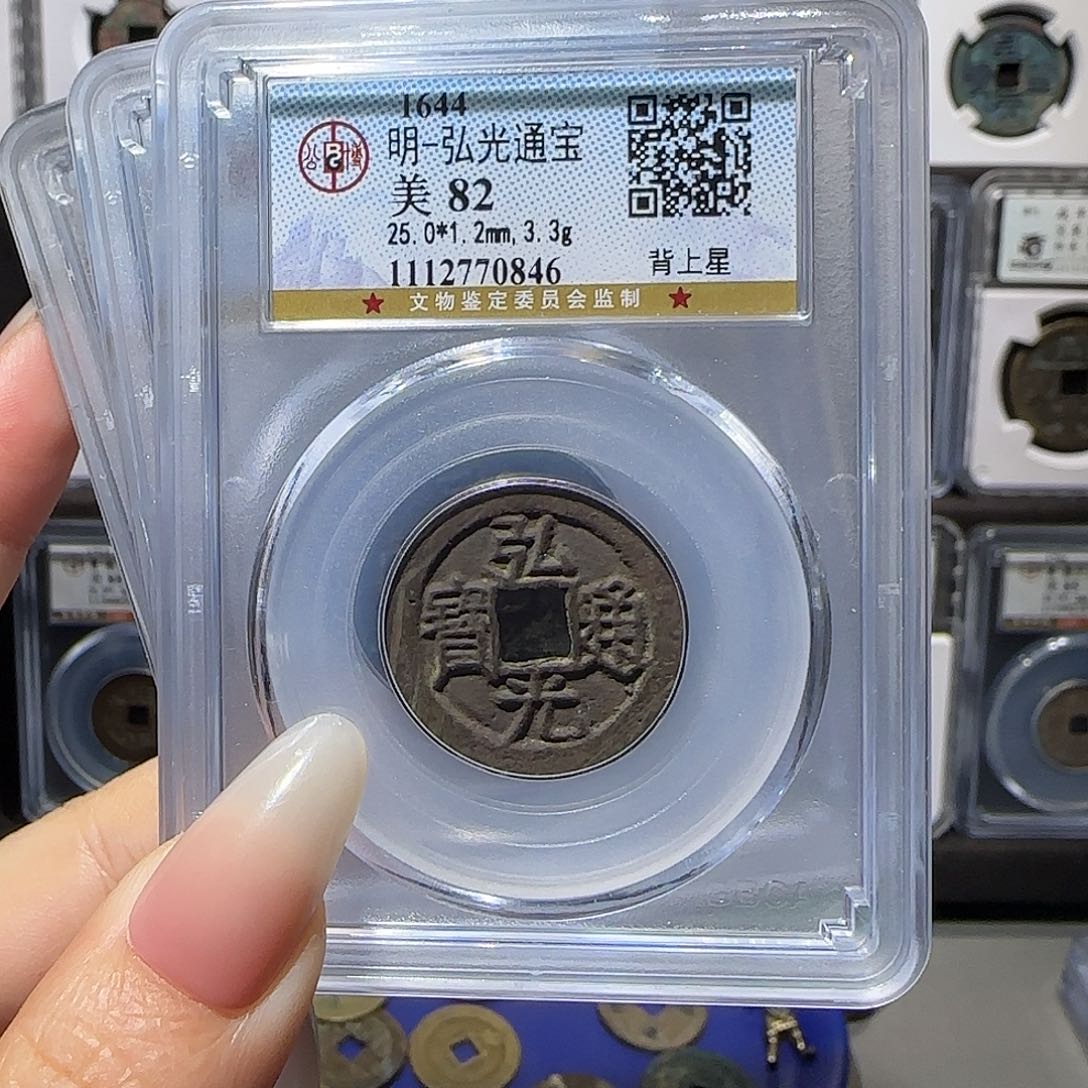 1644
明-弘光通宝
美 82
25.0*1.2mm, 3.3g
1112770846
背上星
★ 文物鉴定委员会监制 ★
弘光通寶